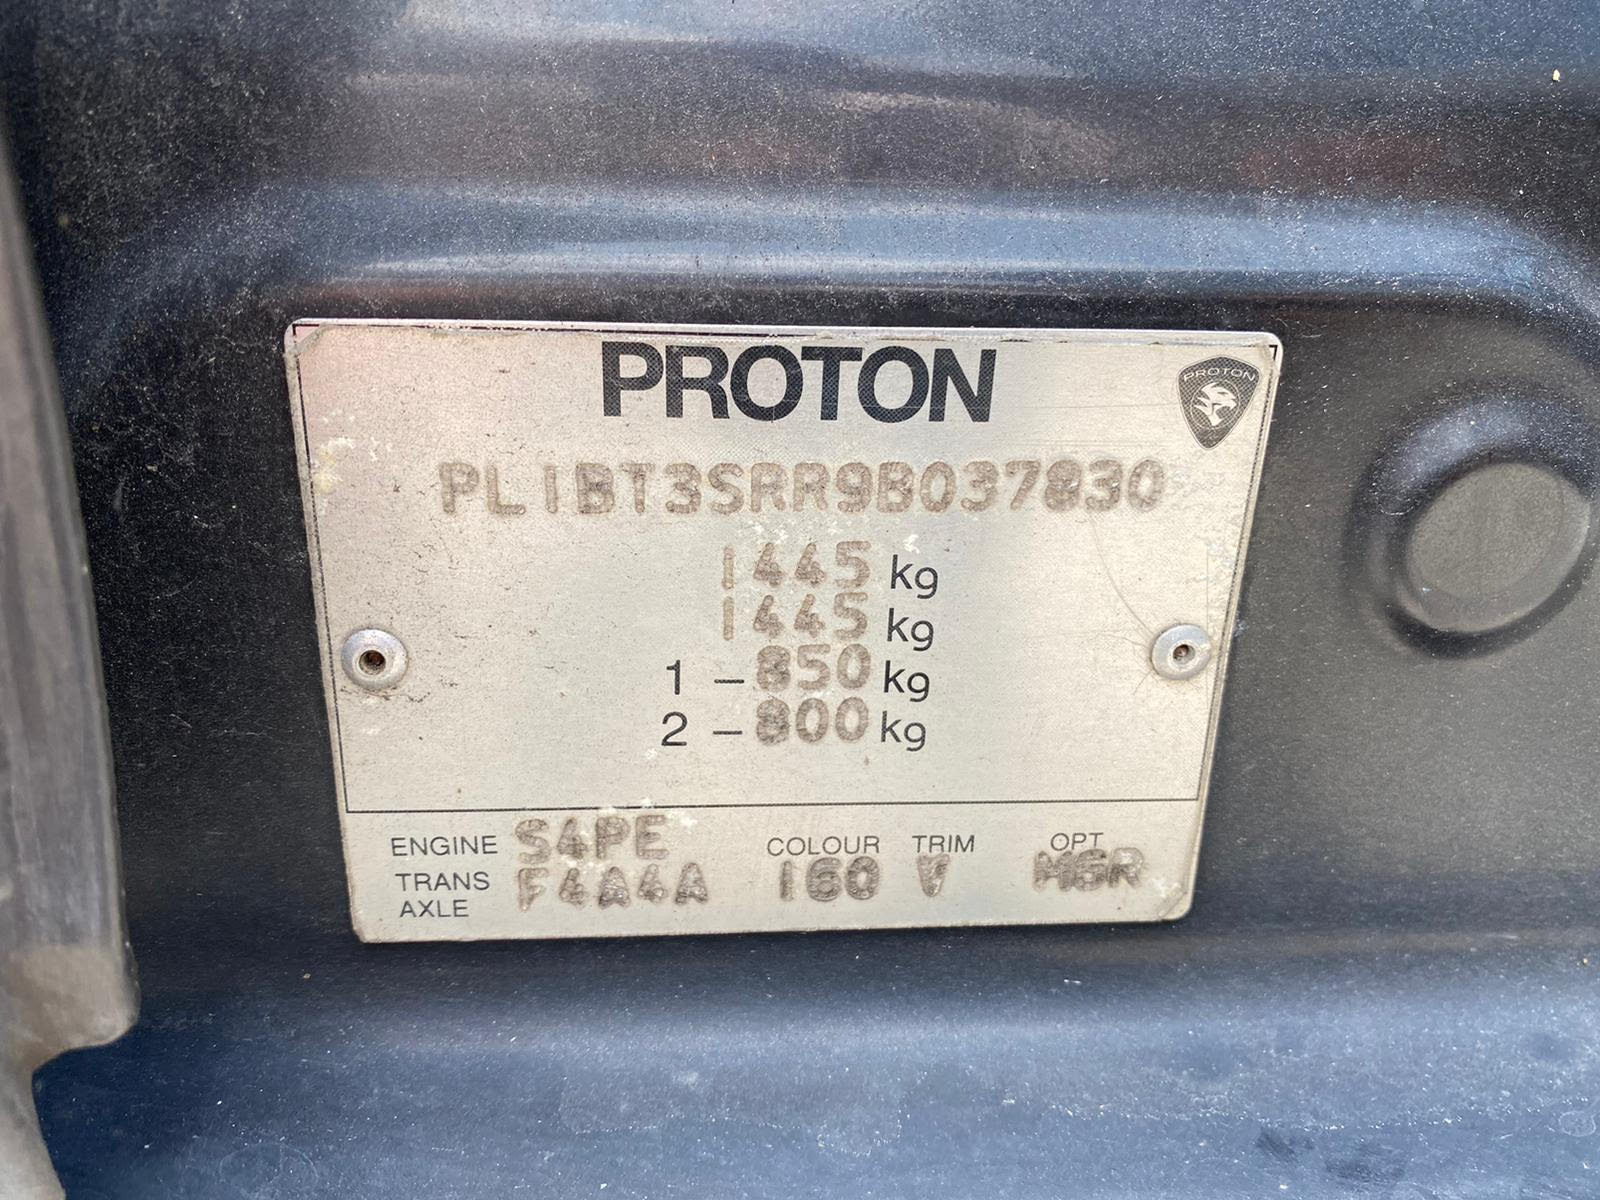 PROTON
PROTON
PL1BT3SRR9B037830
1445 kg
1445 kg
1 – 850 kg
2 – 800 kg
ENGINE S4PE COLOUR TRIM OPT
TRANS F4A4A 160 V MGR
AXLE